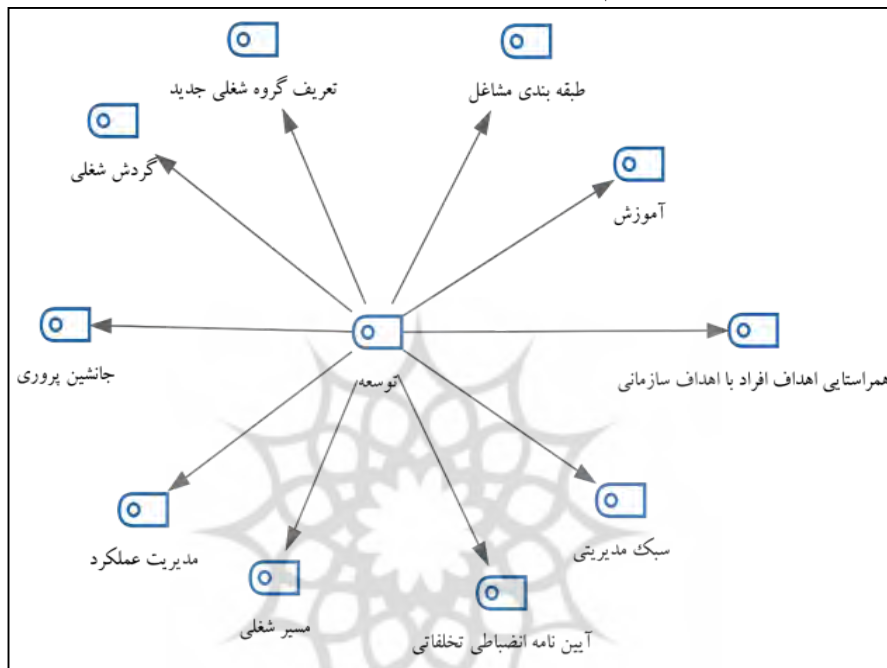 تعریف گروه شغلی جدید
طبقه بندی مشاغل
گردش شغلی
آموزش
جانشین پروری
توسعه
همراستایی اهداف افراد با اهداف سازمانی
مدیریت عملکرد
سبک مدیریتی
مسیر شغلی
آیین نامه انضباطی تخلفاتی